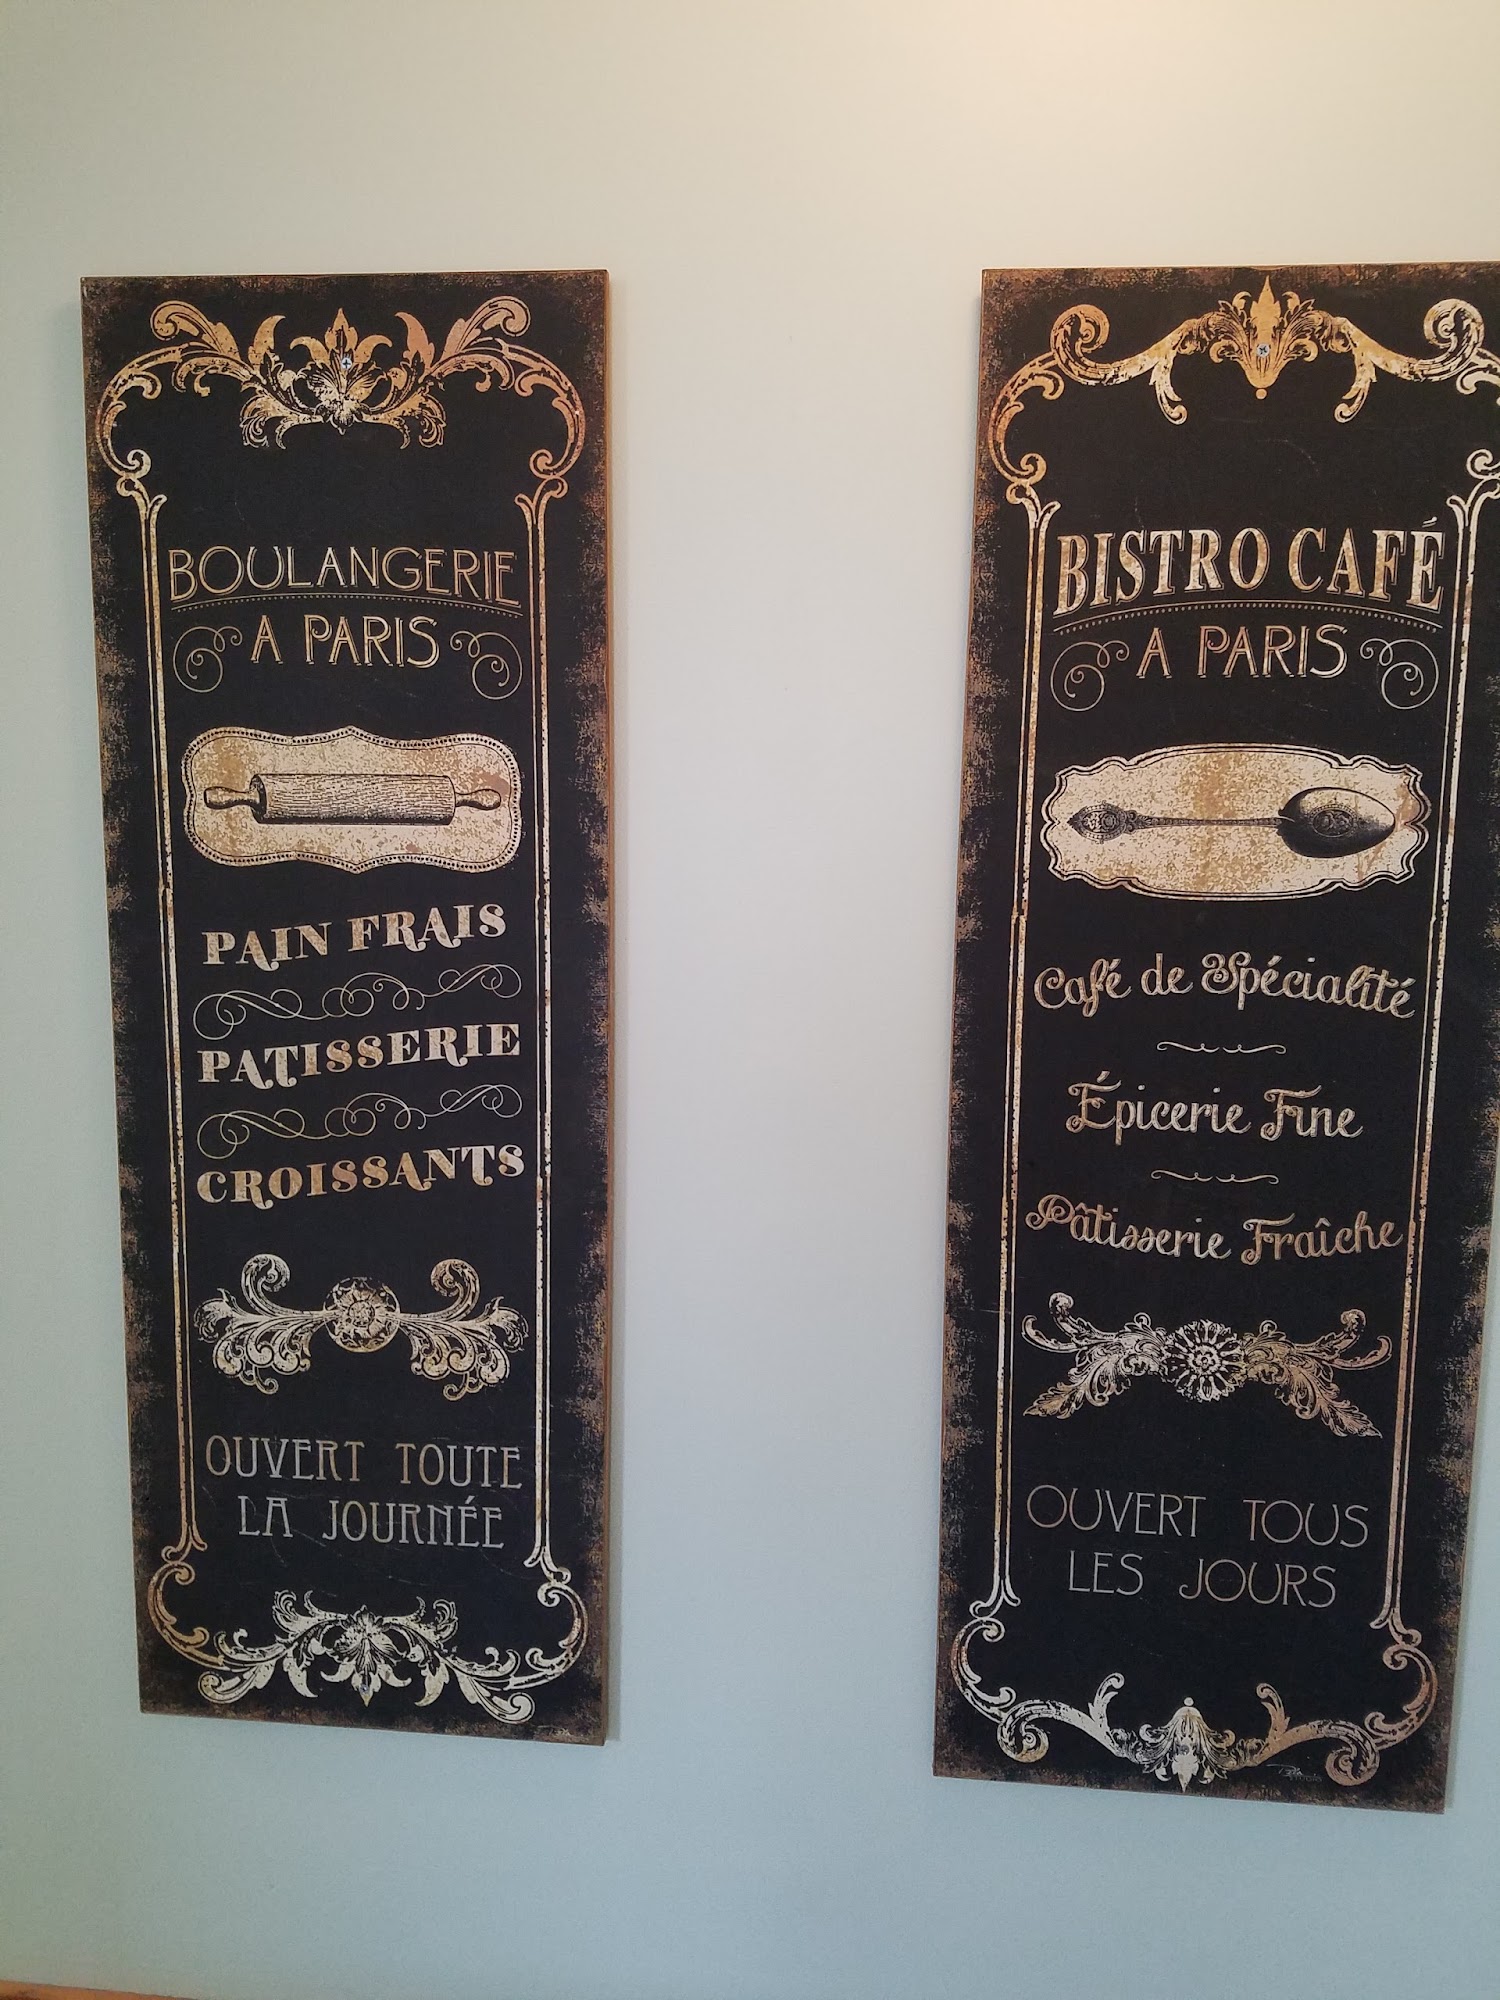 BOULANGERIE
A PARIS
PAIN FRAIS
PATISSERIE
CROISSANTS
OUVERT TOUTE
LA JOURNÉE
BISTRO CAFÉ
A PARIS
Café de Spécialité
Épicerie Fine
Pâtisserie Fraîche
OUVERT TOUS
LES JOURS